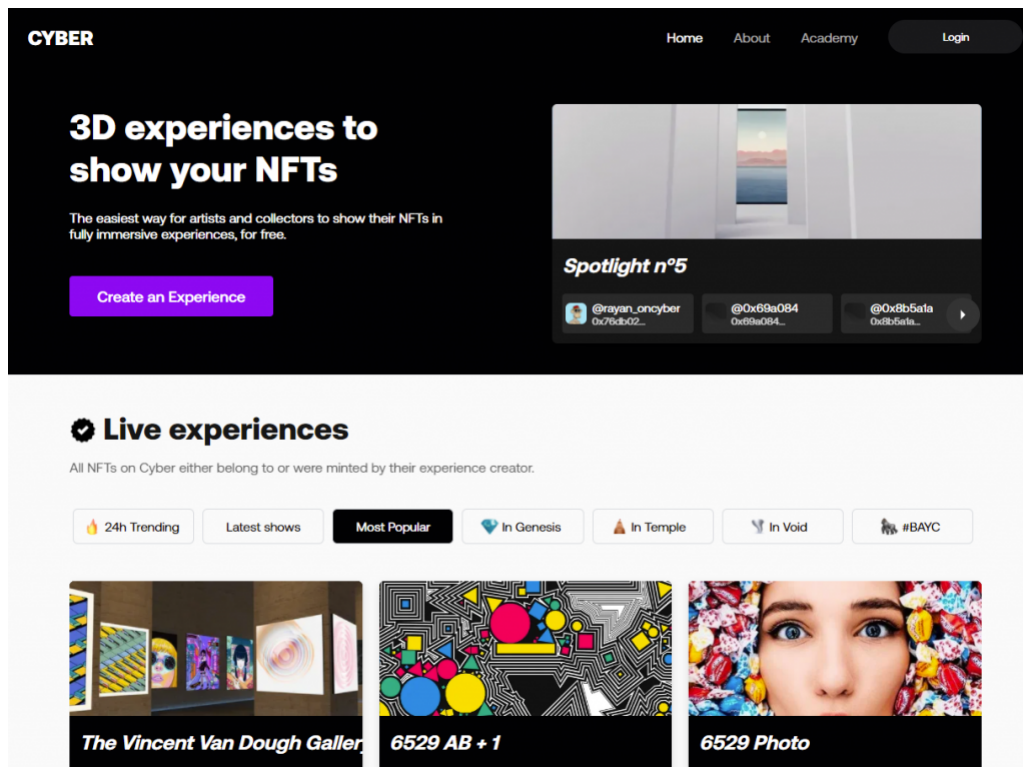 CYBER
Home
About
Academy
Login
3D experiences to
show your NFTs
The easiest way for artists and collectors to show their NFTs in
fully immersive experiences, for free.
Create an Experience
Spotlight nº5
@rayan_oncyber
0x76db02...
@0x69a084
0x69a084...
@0x8b5a1a
0x8b5a1a...
Live experiences
All NFTs on Cyber either belong to or were minted by their experience creator.
24h Trending
Latest shows
Most Popular
In Genesis
In Temple
In Void
#BAYC
The Vincent Van Dough Galler
6529 AB + 1
6529 Photo